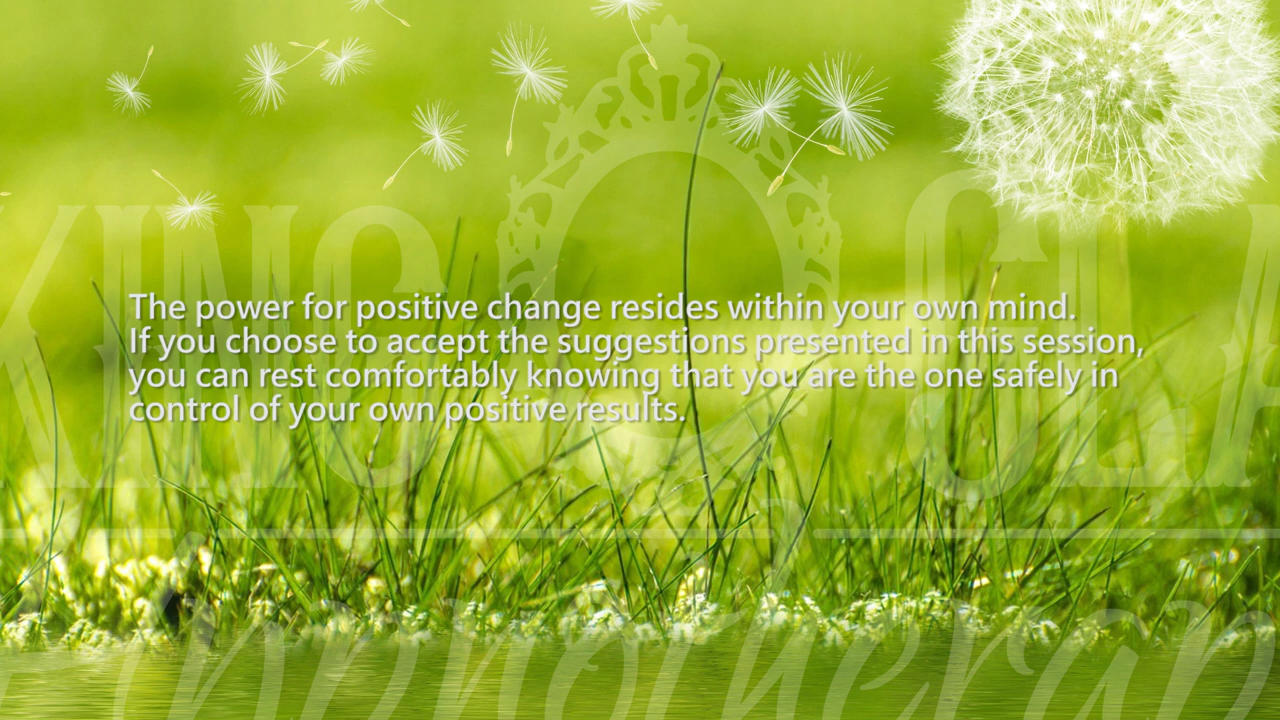 The power for positive change resides within your own mind.
If you choose to accept the suggestions presented in this session,
you can rest comfortably knowing that you are the one safely in
control of your own positive results.